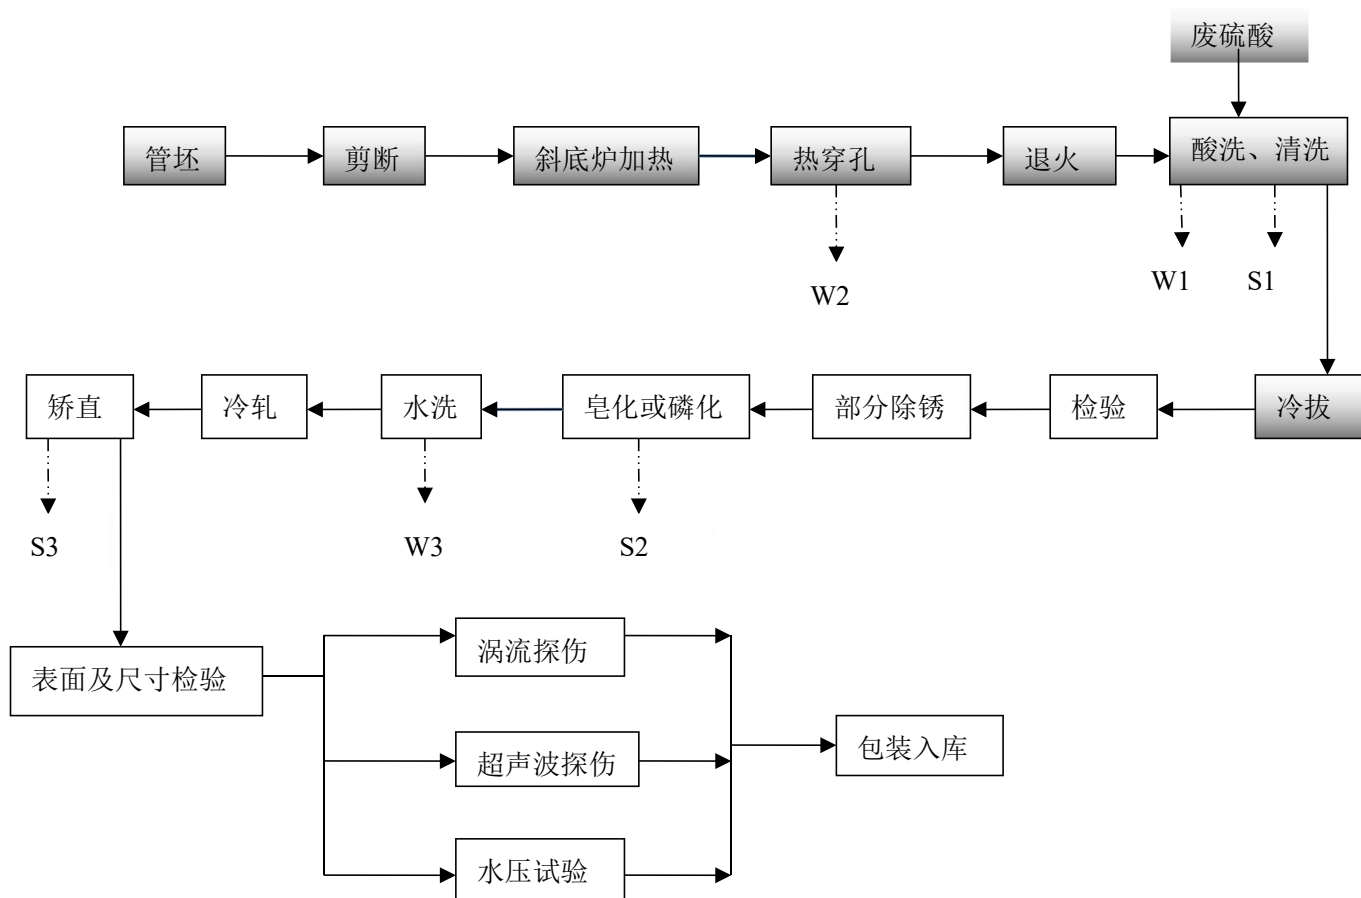 废硫酸
管坯
剪断
斜底炉加热
热穿孔
退火
酸洗、清洗
W2
W1
S1
矫直
冷轧
水洗
皂化或磷化
部分除锈
检验
冷拔
S3
W3
S2
表面及尺寸检验
涡流探伤
超声波探伤
水压试验
包装入库